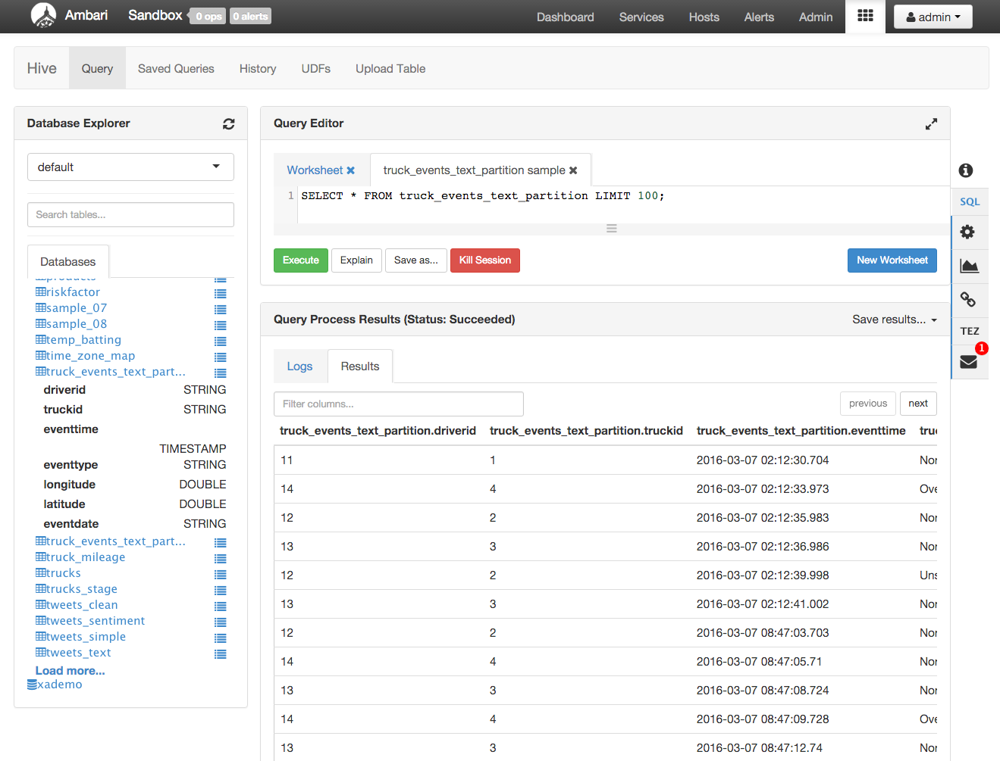 Ambari Sandbox 0 ops 0 alerts Dashboard Services Hosts Alerts Admin admin
Hive Query Saved Queries History UDFs Upload Table
Database Explorer
default
Search tables...
Databases
products
riskfactor
sample_07
sample_08
temp_batting
time_zone_map
truck_events_text_part...
driverid STRING
truckid STRING
eventtime
TIMESTAMP
eventtype STRING
longitude DOUBLE
latitude DOUBLE
eventdate STRING
truck_events_text_part...
truck_mileage
trucks
trucks_stage
tweets_clean
tweets_sentiment
tweets_simple
tweets_text
Load more...
xademo
Query Editor
Worksheet truck_events_text_partition sample
1 SELECT * FROM truck_events_text_partition LIMIT 100;
Execute Explain Save as... Kill Session New Worksheet
Query Process Results (Status: Succeeded) Save results...
Logs Results
Filter columns... previous next
truck_events_text_partition.driverid truck_events_text_partition.truckid truck_events_text_partition.eventtime truc
11 1 2016-03-07 02:12:30.704 Nor
14 4 2016-03-07 02:12:33.973 Ove
12 2 2016-03-07 02:12:35.983 Nor
13 3 2016-03-07 02:12:36.986 Nor
12 2 2016-03-07 02:12:39.998 Uns
13 3 2016-03-07 02:12:41.002 Nor
12 2 2016-03-07 08:47:03.703 Nor
14 4 2016-03-07 08:47:05.71 Nor
13 3 2016-03-07 08:47:08.724 Nor
14 4 2016-03-07 08:47:09.728 Ove
13 3 2016-03-07 08:47:12.74 Nor
SQL
TEZ
1